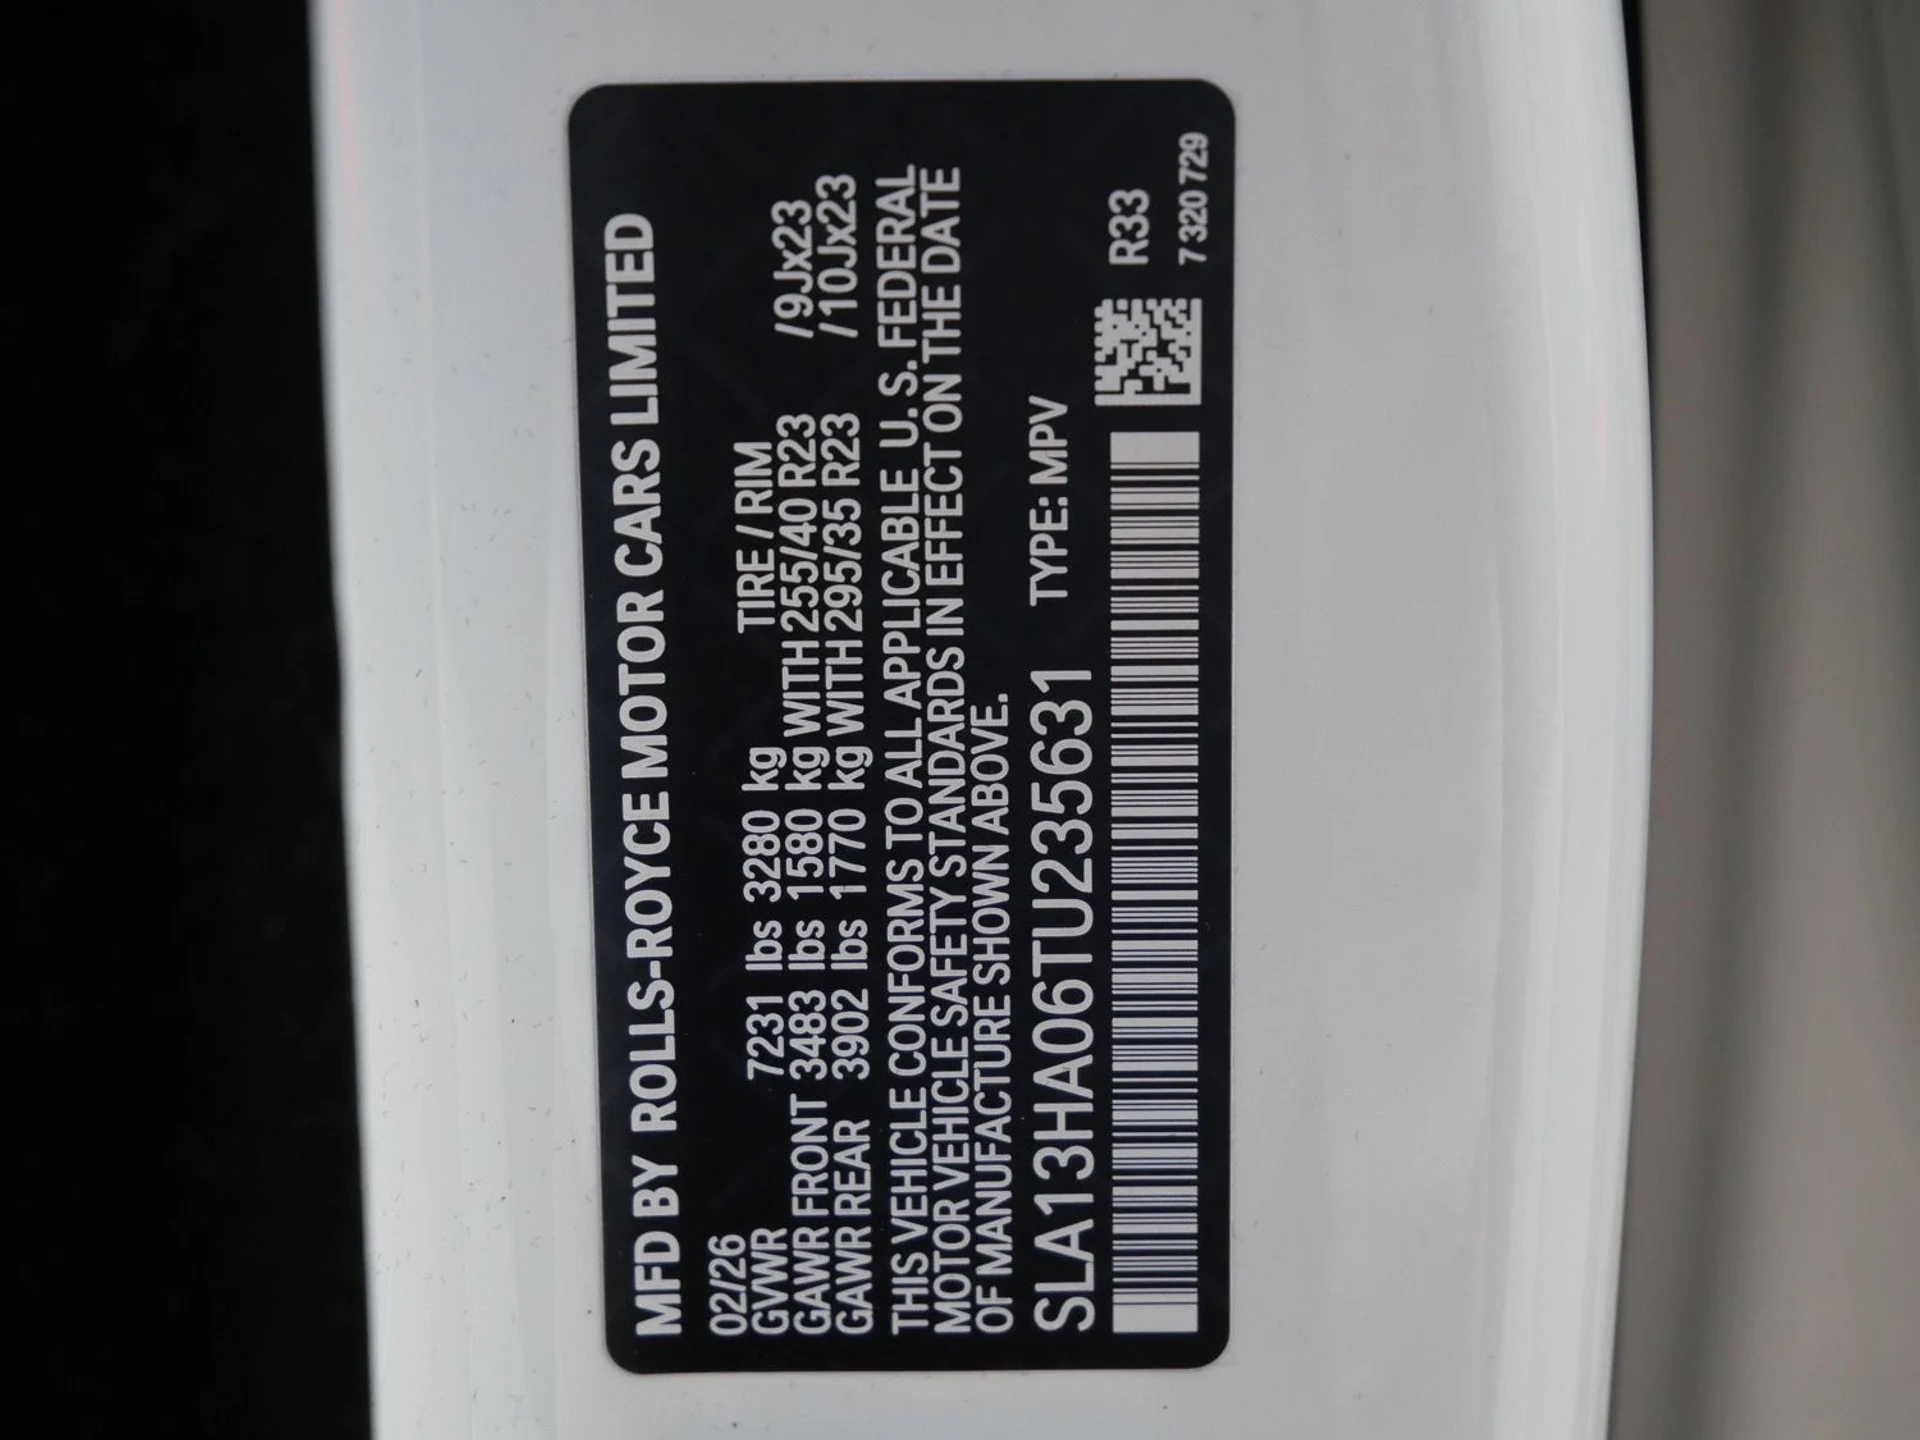 MFD BY ROLLS-ROYCE MOTOR CARS LIMITED
02/26
GVWR 7231 lbs 3280 kg TIRE / RIM
GAWR FRONT 3483 lbs 1580 kg WITH 255/40 R23 /9Jx23
GAWR REAR 3902 lbs 1770 kg WITH 295/35 R23 /10Jx23
THIS VEHICLE CONFORMS TO ALL APPLICABLE U.S. FEDERAL
MOTOR VEHICLE SAFETY STANDARDS IN EFFECT ON THE DATE
OF MANUFACTURE SHOWN ABOVE.
SLA13HA06TU235631 TYPE: MPV
R33
7 320 729